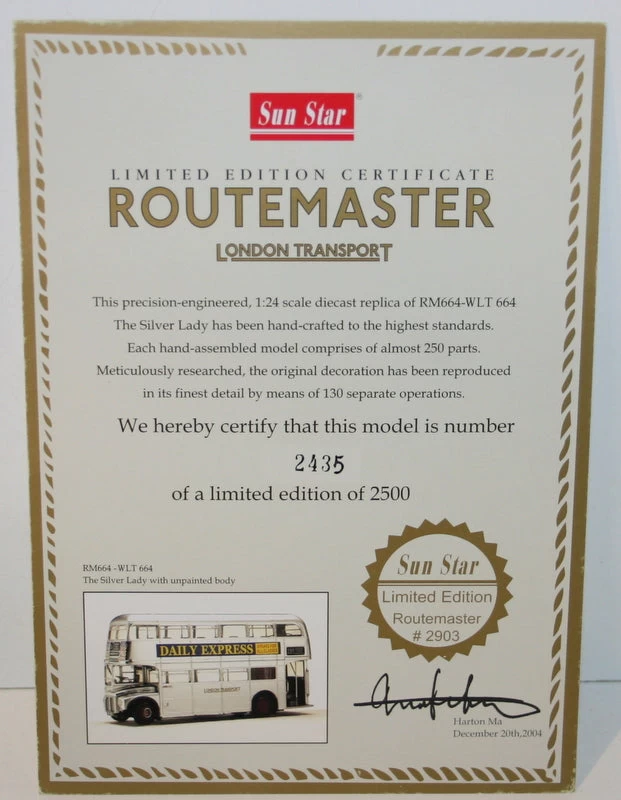 Sun Star
®
LIMITED EDITION CERTIFICATE
ROUTEMASTER
LONDON TRANSPORT
This precision-engineered, 1:24 scale diecast replica of RM664-WLT 664
The Silver Lady has been hand-crafted to the highest standards.
Each hand-assembled model comprises of almost 250 parts.
Meticulously researched, the original decoration has been reproduced
in its finest detail by means of 130 separate operations.
We hereby certify that this model is number
2435
of a limited edition of 2500
RM664 - WLT 664
The Silver Lady with unpainted body
DAILY EXPRESS
LONDON TRANSPORT
Sun Star
Limited Edition
Routemaster
# 2903
Harton Ma
December 20th,2004